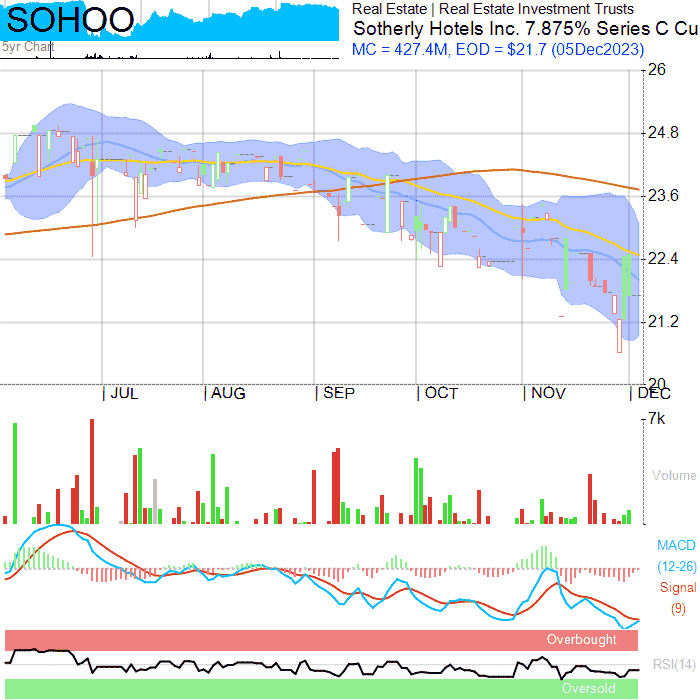 SOHOO
5yr Chart
Real Estate | Real Estate Investment Trusts
Sotherly Hotels Inc. 7.875% Series C Cu
MC = 427.4M, EOD = $21.7 (05Dec2023)
26
24.8
23.6
22.4
21.2
20
JUL AUG SEP OCT NOV DEC
7k
Volume
MACD
(12-26)
Signal
(9)
Overbought
RSI(14)
Oversold